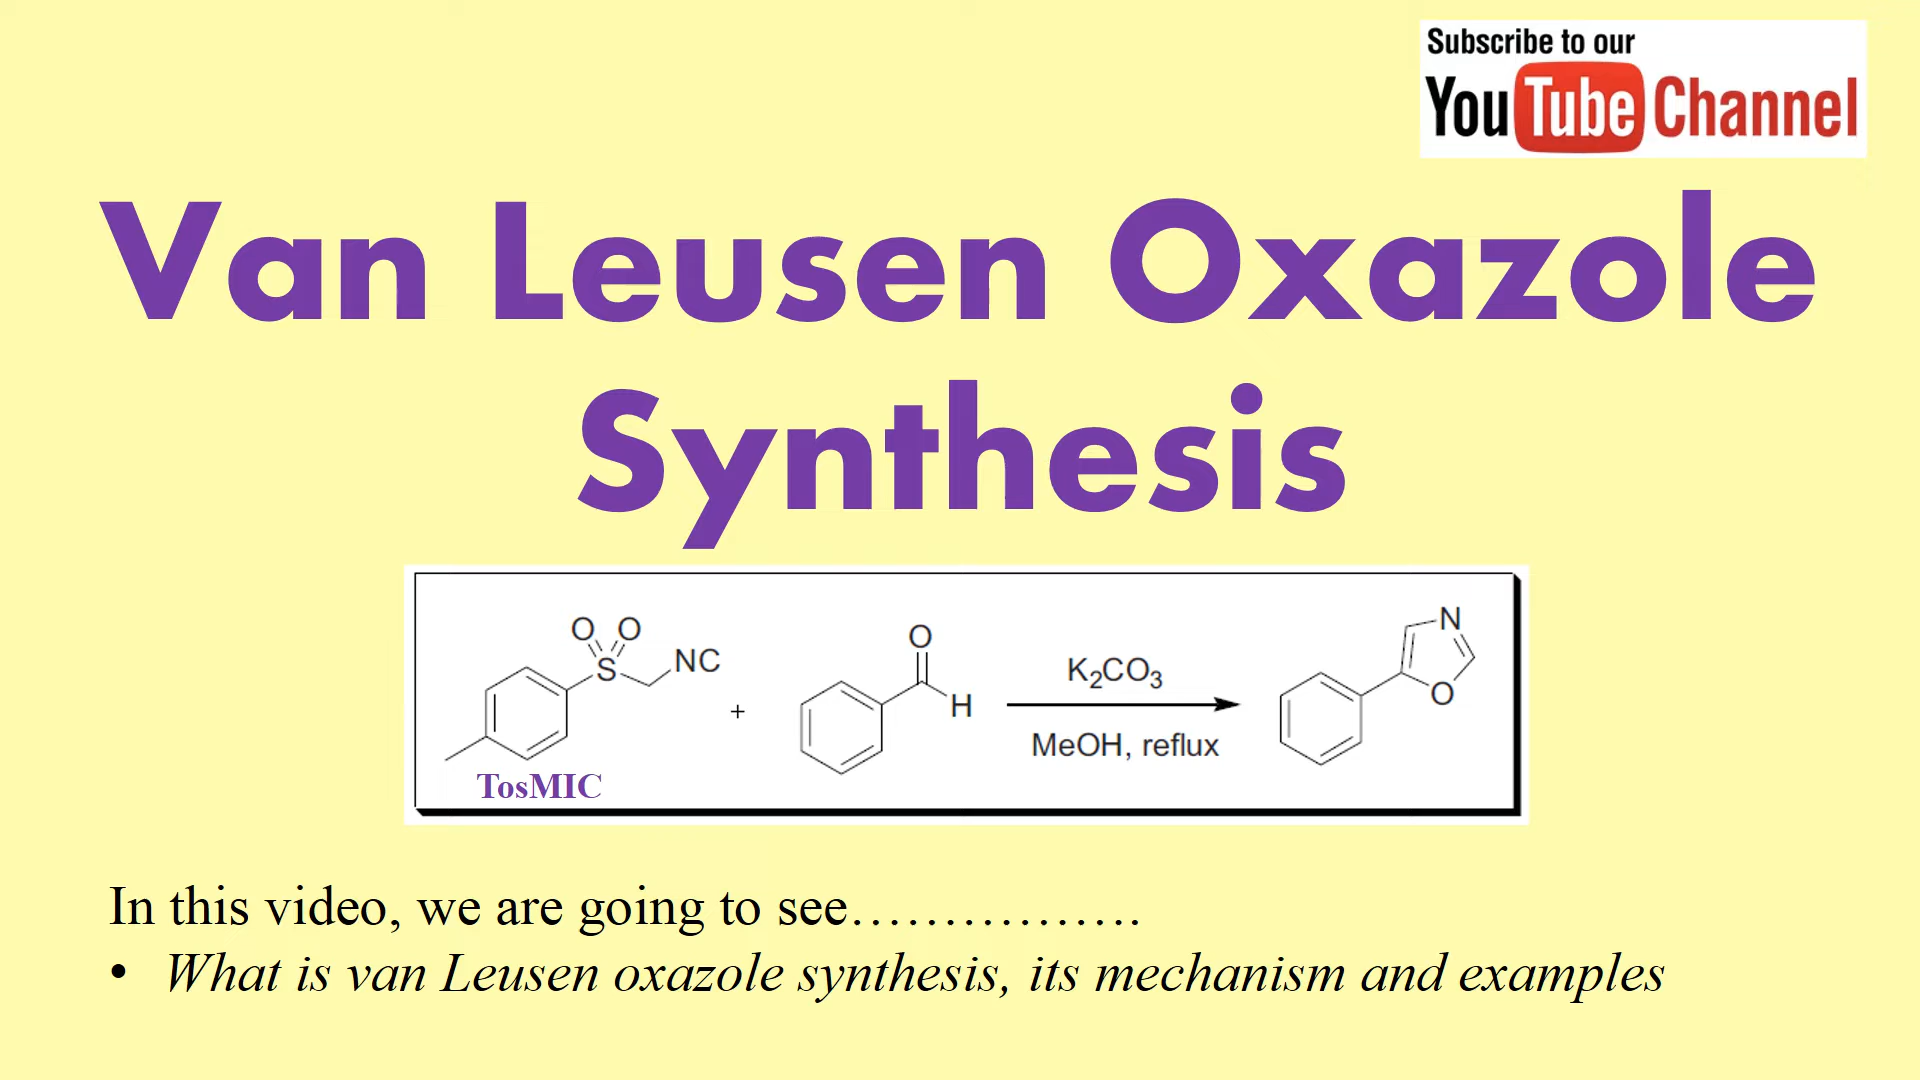 Subscribe to our
YouTube Channel
Van Leusen Oxazole
Synthesis
O O
S
NC
TosMIC
+
O
H
K₂CO₃
MeOH, reflux
N
O
In this video, we are going to see…………….
• What is van Leusen oxazole synthesis, its mechanism and examples